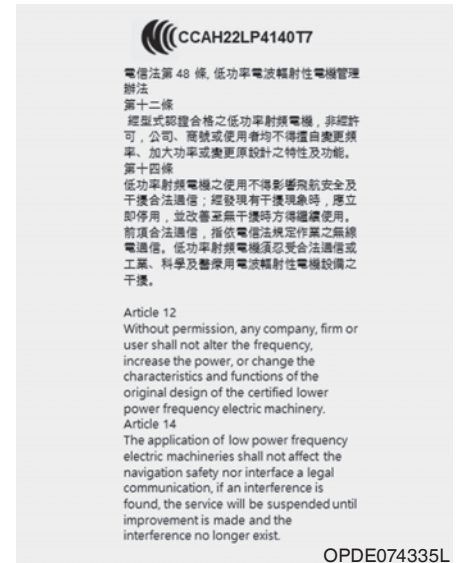 CCAH22LP4140T7
電信法第 48 條, 低功率電波輻射性電機管理
辦法
第十二條
經型式認證合格之低功率射頻電機，非經許
可，公司、商號或使用者均不得擅自變更頻
率、加大功率或變更原設計之特性及功能。
第十四條
低功率射頻電機之使用不得影響飛航安全及
干擾合法通信；經發現有干擾現象時，應立
即停用，並改善至無干擾時方得繼續使用。
前項合法通信，指依電信法規定作業之無線
電通信。低功率射頻電機須忍受合法通信或
工業、科學及醫療用電波輻射性電機設備之
干擾。
Article 12
Without permission, any company, firm or
user shall not alter the frequency,
increase the power, or change the
characteristics and functions of the
original design of the certified lower
power frequency electric machinery.
Article 14
The application of low power frequency
electric machineries shall not affect the
navigation safety nor interface a legal
communication, if an interference is
found, the service will be suspended until
improvement is made and the
interference no longer exist.
OPDE074335L